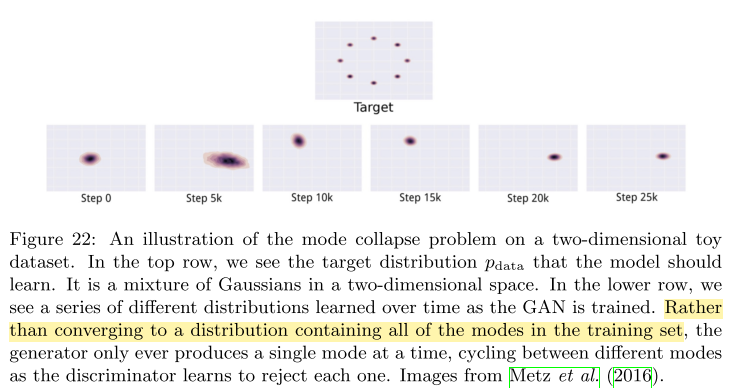 Target
Step 0 Step 5k Step 10k Step 15k Step 20k Step 25k
Figure 22: An illustration of the mode collapse problem on a two-dimensional toy
dataset. In the top row, we see the target distribution pdata that the model should
learn. It is a mixture of Gaussians in a two-dimensional space. In the lower row, we
see a series of different distributions learned over time as the GAN is trained. Rather
than converging to a distribution containing all of the modes in the training set, the
generator only ever produces a single mode at a time, cycling between different modes
as the discriminator learns to reject each one. Images from Metz et al. (2016).